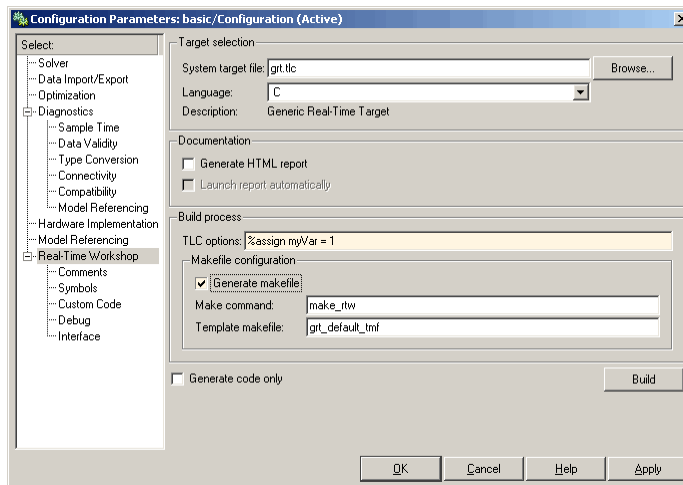 Configuration Parameters: basic/Configuration (Active)
Select:
Solver
Data Import/Export
Optimization
Diagnostics
Sample Time
Data Validity
Type Conversion
Connectivity
Compatibility
Model Referencing
Hardware Implementation
Model Referencing
Real-Time Workshop
Comments
Symbols
Custom Code
Debug
Interface
Target selection
System target file: grt.tlc Browse...
Language: C
Description: Generic Real-Time Target
Documentation
Generate HTML report
Launch report automatically
Build process
TLC options: %assign myVar = 1
Makefile configuration
Generate makefile
Make command: make_rtw
Template makefile: grt_default_tmf
Generate code only Build
OK Cancel Help Apply